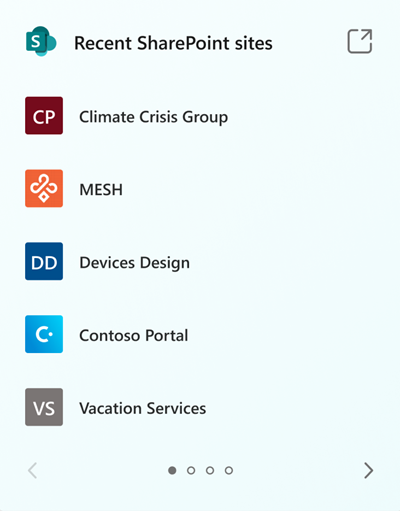 S
Recent SharePoint sites
CP
Climate Crisis Group
MESH
DD
Devices Design
C
Contoso Portal
VS
Vacation Services